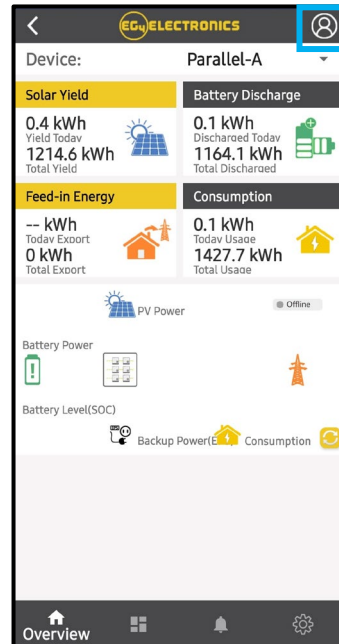 EG4 ELECTRONICS
Device: Parallel-A
Solar Yield
0.4 kWh
Yield Today
1214.6 kWh
Total Yield
Battery Discharge
0.1 kWh
Discharged Today
1164.1 kWh
Total Discharged
Feed-in Energy
-- kWh
Today Export
0 kWh
Total Export
Consumption
0.1 kWh
Today Usage
1427.7 kWh
Total Usage
PV Power
Offline
Battery Power
Battery Level(SOC)
Backup Power(E
Consumption
Overview